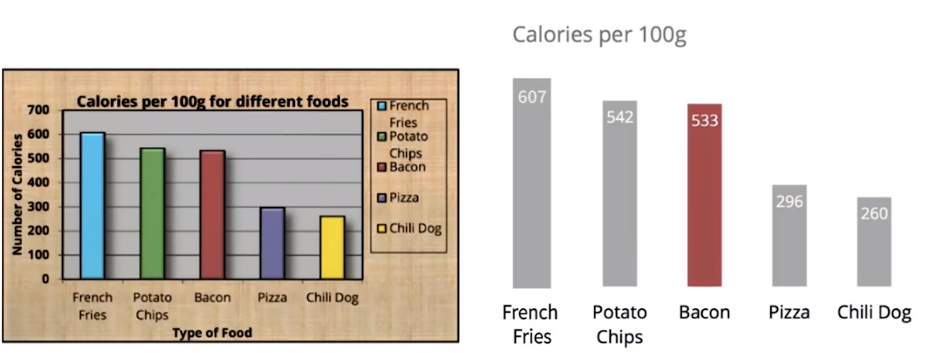 Calories per 100g for different foods
Number of Calories
700
600
500
400
300
200
100
0
French
Fries
Potato
Chips
Bacon
Pizza
Chili Dog
Type of Food
French
Fries
Potato
Chips
Bacon
Pizza
Chili Dog
Calories per 100g
607
542
533
296
260
French
Fries
Potato
Chips
Bacon
Pizza
Chili Dog